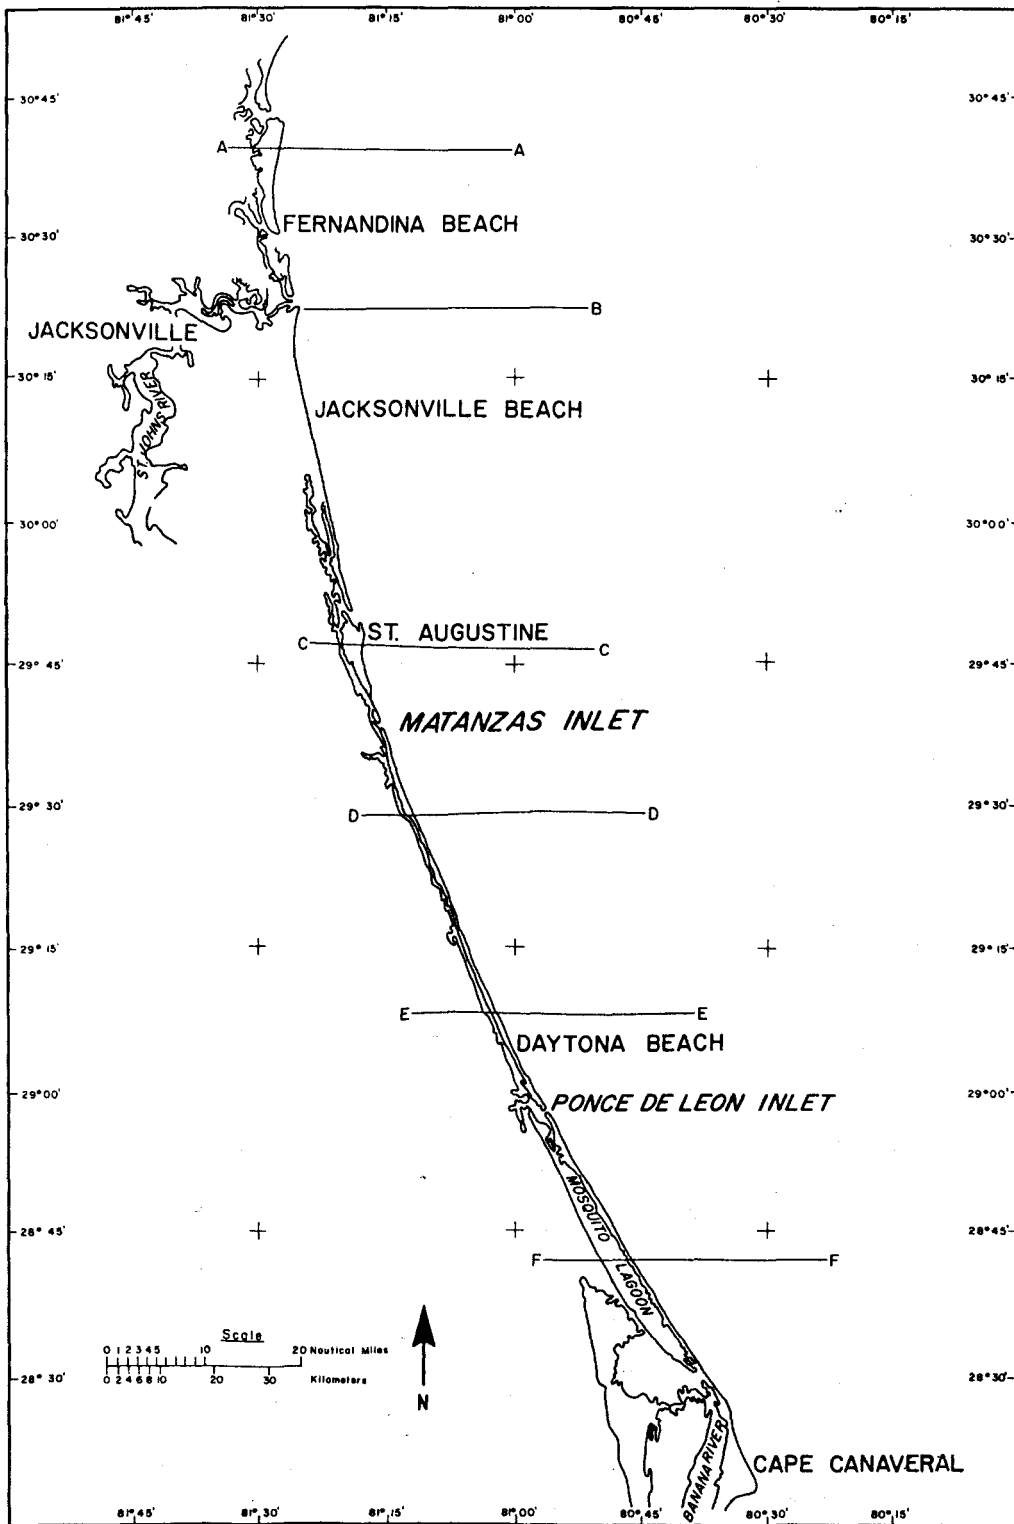 81°45' 81°30' 81°15' 81°00' 80°45' 80°30' 80°15'
30°45' 30°45'
A A
FERNANDINA BEACH
30°30' 30°30'
B
JACKSONVILLE
30°15' 30°15'
ST. JOHNS RIVER
JACKSONVILLE BEACH
30°00' 30°00'
ST. AUGUSTINE
C C
29°45' 29°45'
MATANZAS INLET
29°30' 29°30'
D D
29°15' 29°15'
E E
DAYTONA BEACH
29°00' 29°00'
PONCE DE LEON INLET
MOSQUITO LAGOON
28°45' 28°45'
F F
Scale
0 1 2 3 4 5 10 20 Nautical Miles
0 2 4 6 8 10 20 30 Kilometers
N
28°30' 28°30'
BANANA RIVER
CAPE CANAVERAL
81°45' 81°30' 81°15' 81°00' 80°45' 80°30' 80°15'